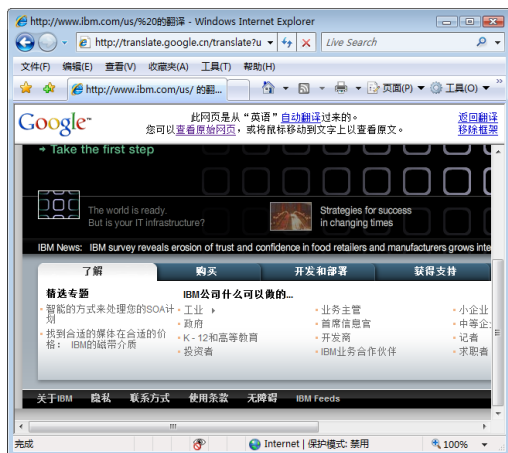 http://www.ibm.com/us/%20的翻译 - Windows Internet Explorer
http://translate.google.cn/translate?u
Live Search
文件(F) 编辑(E) 查看(V) 收藏夹(A) 工具(T) 帮助(H)
http://www.ibm.com/us/ 的翻...
页面(P) 工具(O) »
Google™
此网页是从 “英语” 自动翻译过来的。
您可以查看原始网页，或将鼠标移动到文字上以查看原文。
返回翻译
移除框架
Take the first step
The world is ready.
But is your IT infrastructure?
Strategies for success
in changing times
IBM News: IBM survey reveals erosion of trust and confidence in food retailers and manufacturers grows inte
了解 购买 开发和部署 获得支持
精选专题
智能的方式来处理您的SOA计
划
找到合适的媒体在合适的价
格： IBM的磁带介质
IBM公司什么可以做的...
工业
政府
K - 12和高等教育
投资者
业务主管
首席信息官
开发商
IBM业务合作伙伴
小企业
中等企
记者
求职者
关于IBM 隐私 联系方式 使用条款 无障碍 IBM Feeds
完成 Internet | 保护模式: 禁用 100%